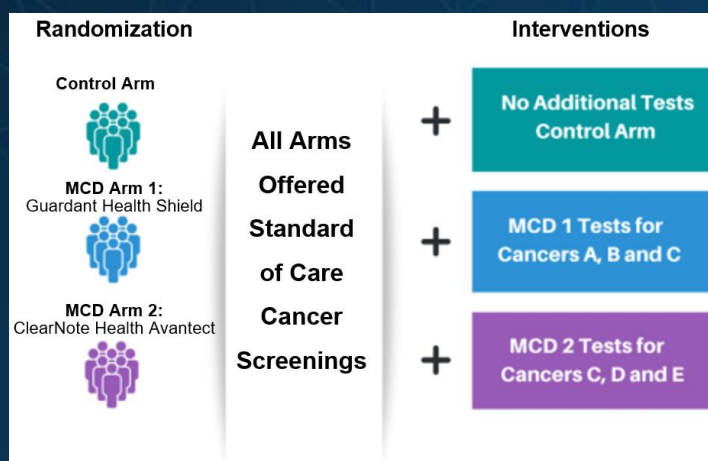 Randomization
Interventions
Control Arm
MCD Arm 1:
Guardant Health Shield
MCD Arm 2:
ClearNote Health Avantect
All Arms
Offered
Standard
of Care
Cancer
Screenings
+
No Additional Tests
Control Arm
+
MCD 1 Tests for
Cancers A, B and C
+
MCD 2 Tests for
Cancers C, D and E